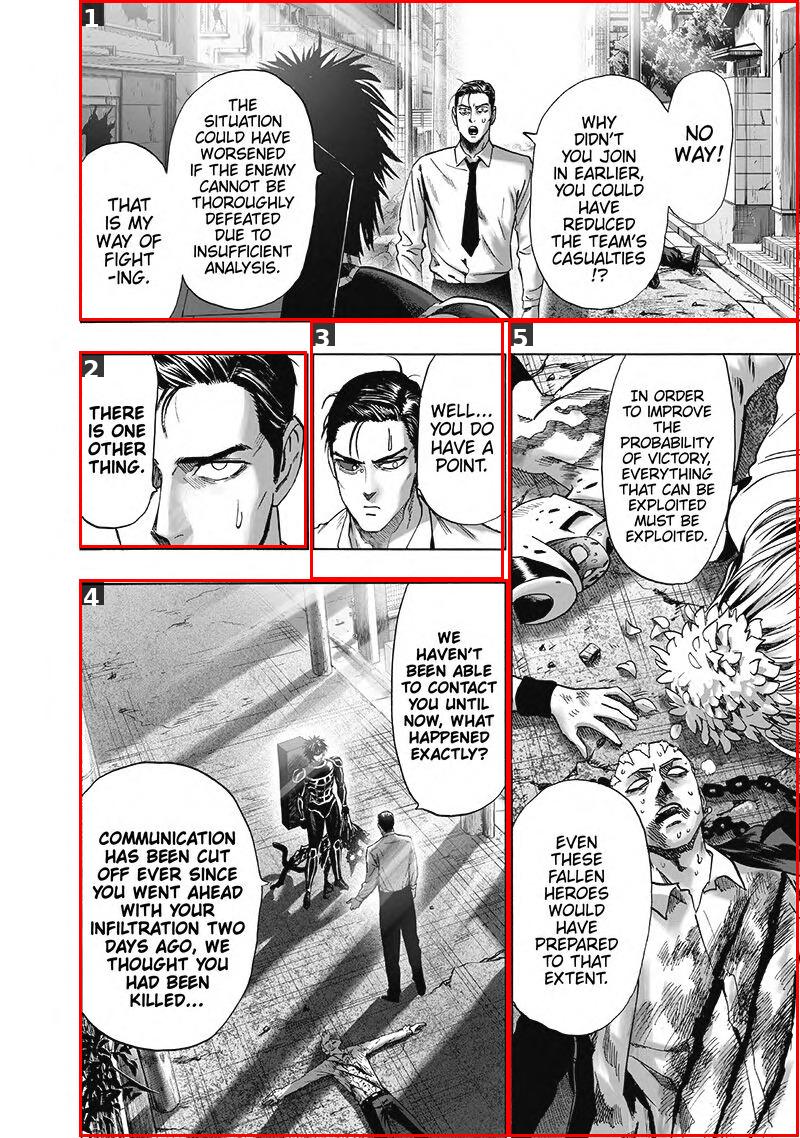 1
NO
WAY!
WHY
DIDN'T
YOU JOIN
IN EARLIER,
YOU COULD
HAVE
REDUCED
THE TEAM'S
CASUALTIES
!?
THE
SITUATION
COULD HAVE
WORSENED
IF THE ENEMY
CANNOT BE
THOROUGHLY
DEFEATED
DUE TO
INSUFFICIENT
ANALYSIS.
THAT
IS MY
WAY OF
FIGHT
-ING.
5
IN ORDER
TO IMPROVE
THE
PROBABILITY
OF VICTORY,
EVERYTHING
THAT CAN BE
EXPLOITED
MUST BE
EXPLOITED.
EVEN
THESE
FALLEN
HEROES
WOULD
HAVE
PREPARED
TO THAT
EXTENT.
3
WELL...
YOU DO
HAVE A
POINT.
2
THERE
IS ONE
OTHER
THING.
4
WE
HAVEN'T
BEEN ABLE
TO CONTACT
YOU UNTIL
NOW, WHAT
HAPPENED
EXACTLY?
COMMUNICATION
HAS BEEN CUT
OFF EVER SINCE
YOU WENT AHEAD
WITH YOUR
INFILTRATION TWO
DAYS AGO, WE
THOUGHT YOU
HAD BEEN
KILLED...